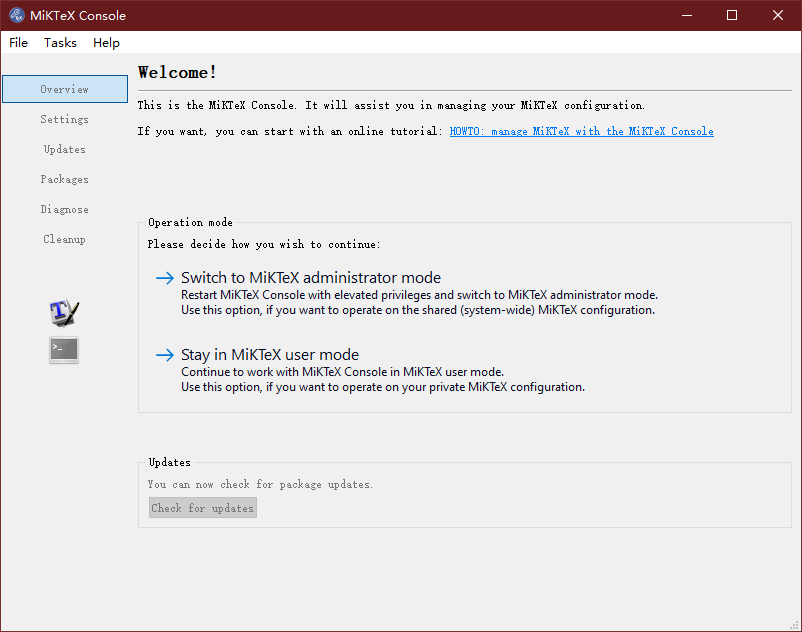 MiKTeX Console
File Tasks Help
Overview
Settings
Updates
Packages
Diagnose
Cleanup
Welcome!
This is the MiKTeX Console. It will assist you in managing your MiKTeX configuration.
If you want, you can start with an online tutorial: HOWTO: manage MiKTeX with the MiKTeX Console
Operation mode
Please decide how you wish to continue:
Switch to MiKTeX administrator mode
Restart MiKTeX Console with elevated privileges and switch to MiKTeX administrator mode.
Use this option, if you want to operate on the shared (system-wide) MiKTeX configuration.
Stay in MiKTeX user mode
Continue to work with MiKTeX Console in MiKTeX user mode.
Use this option, if you want to operate on your private MiKTeX configuration.
Updates
You can now check for package updates.
Check for updates